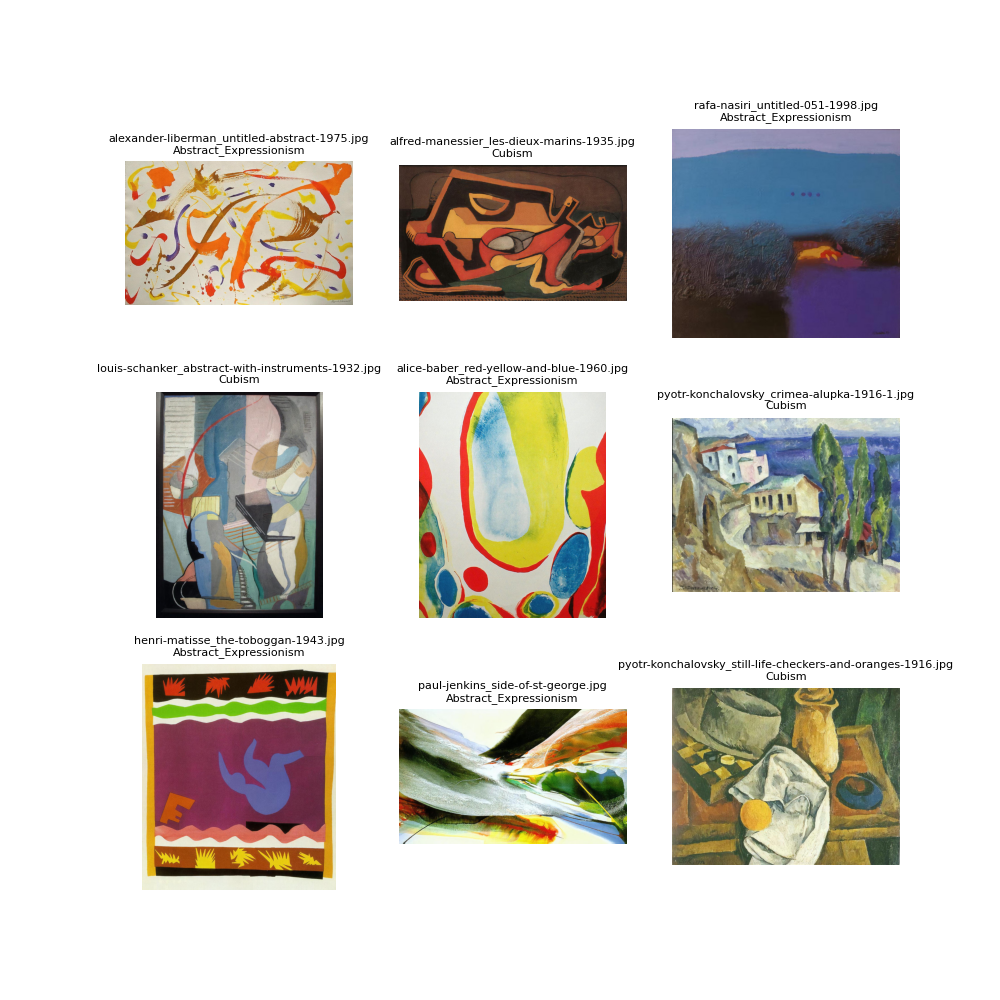 alexander-liberman_untitled-abstract-1975.jpg
Abstract_Expressionism
alfred-manessier_les-dieux-marins-1935.jpg
Cubism
rafa-nasiri_untitled-051-1998.jpg
Abstract_Expressionism
louis-schanker_abstract-with-instruments-1932.jpg
Cubism
alice-baber_red-yellow-and-blue-1960.jpg
Abstract_Expressionism
pyotr-konchalovsky_crimea-alupka-1916-1.jpg
Cubism
henri-matisse_the-toboggan-1943.jpg
Abstract_Expressionism
paul-jenkins_side-of-st-george.jpg
Abstract_Expressionism
pyotr-konchalovsky_still-life-checkers-and-oranges-1916.jpg
Cubism